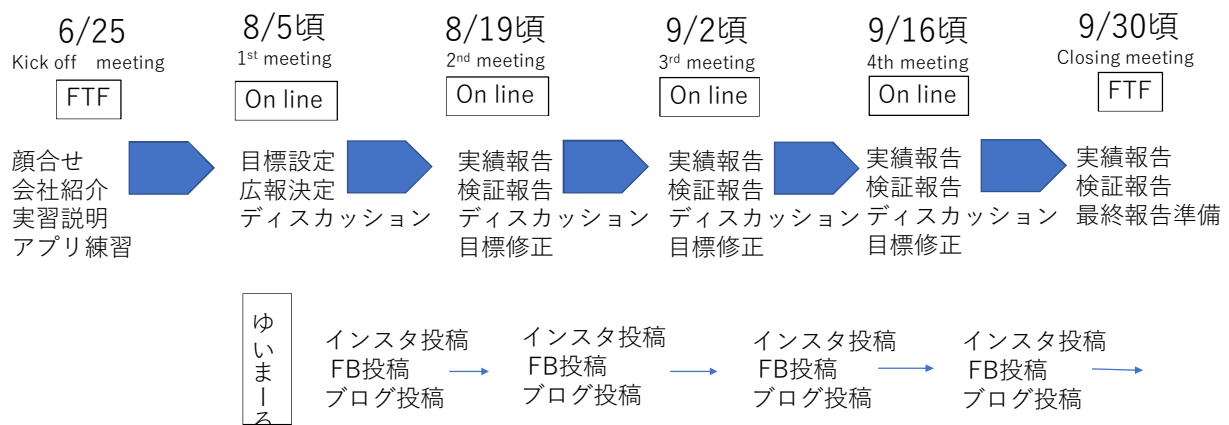 6/25
Kick off meeting
FTF
顔合せ
会社紹介
実習説明
アプリ練習
8/5頃
1st meeting
On line
目標設定
広報決定
ディスカッション
8/19頃
2nd meeting
On line
実績報告
検証報告
ディスカッション
目標修正
9/2頃
3rd meeting
On line
実績報告
検証報告
ディスカッション
目標修正
9/16頃
4th meeting
On line
実績報告
検証報告
ディスカッション
目標修正
9/30頃
Closing meeting
FTF
実績報告
検証報告
最終報告準備
ゆいまーる
インスタ投稿
FB投稿
ブログ投稿
インスタ投稿
FB投稿
ブログ投稿
インスタ投稿
FB投稿
ブログ投稿
インスタ投稿
FB投稿
ブログ投稿